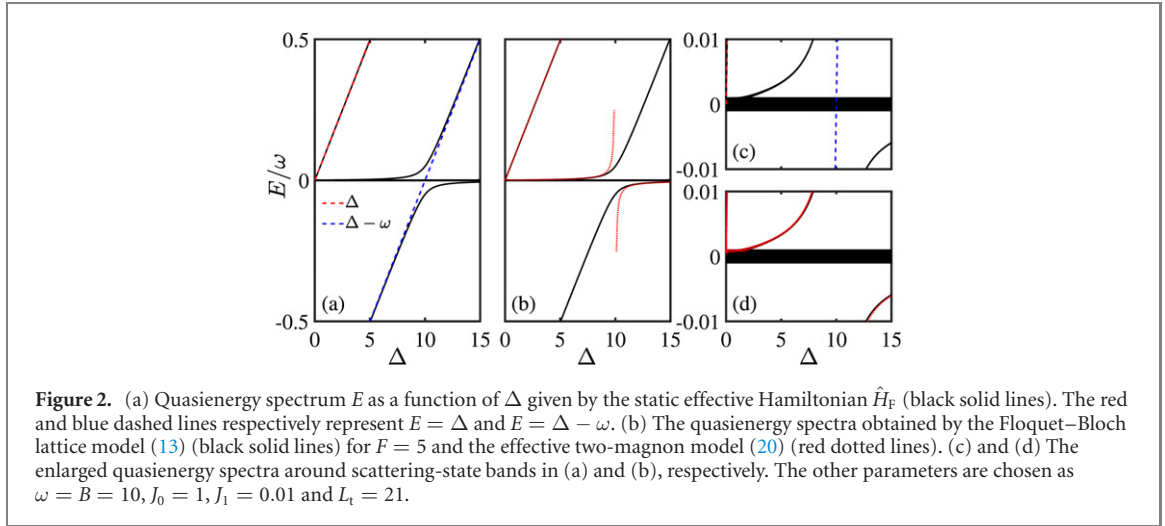 0.5
0
-0.5
E/ω
Δ
Δ − ω
(a)
0 5 10 15
Δ
(b)
0 5 10 15
Δ
0.01
0
-0.01
(c)
0.01
0
-0.01
(d)
0 5 10 15
Δ
Figure 2. (a) Quasienergy spectrum E as a function of Δ given by the static effective Hamiltonian Ĥ_F (black solid lines). The red
and blue dashed lines respectively represent E = Δ and E = Δ − ω. (b) The quasienergy spectra obtained by the Floquet–Bloch
lattice model (13) (black solid lines) for F = 5 and the effective two-magnon model (20) (red dotted lines). (c) and (d) The
enlarged quasienergy spectra around scattering-state bands in (a) and (b), respectively. The other parameters are chosen as
ω = B = 10, J₀ = 1, J₁ = 0.01 and L_t = 21.